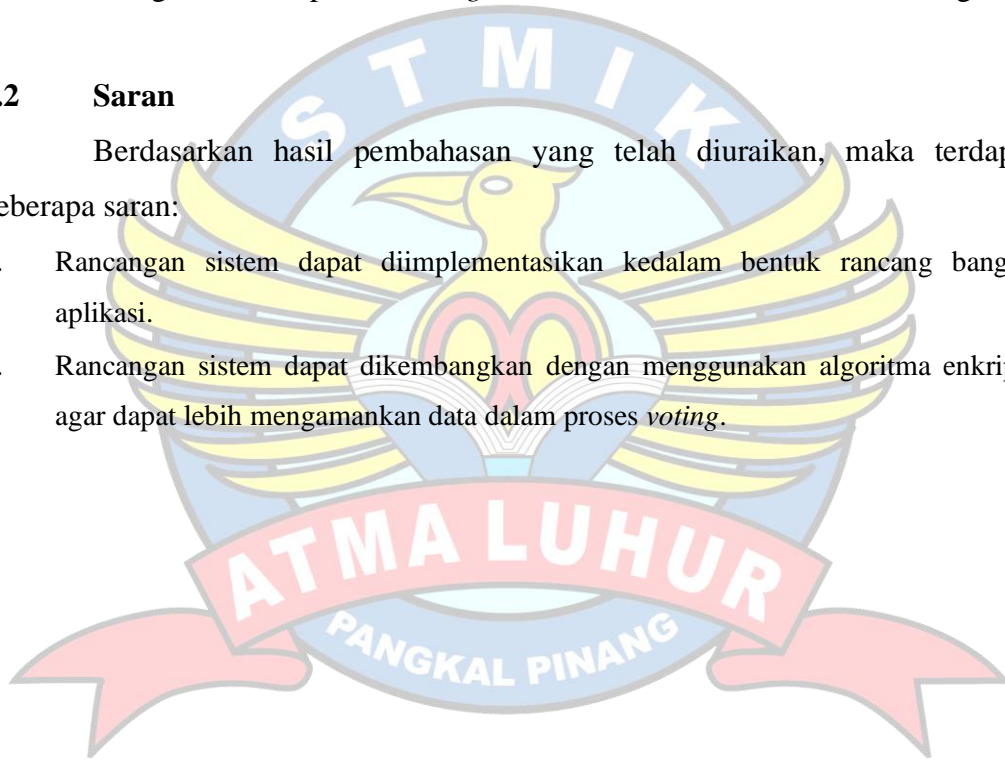 .2 Saran
Berdasarkan hasil pembahasan yang telah diuraikan, maka terdap
eberapa saran:
. Rancangan sistem dapat diimplementasikan kedalam bentuk rancang bang
aplikasi.
. Rancangan sistem dapat dikembangkan dengan menggunakan algoritma enkrip
agar dapat lebih mengamankan data dalam proses voting.
STMIK
ATMA LUHUR
PANGKAL PINANG